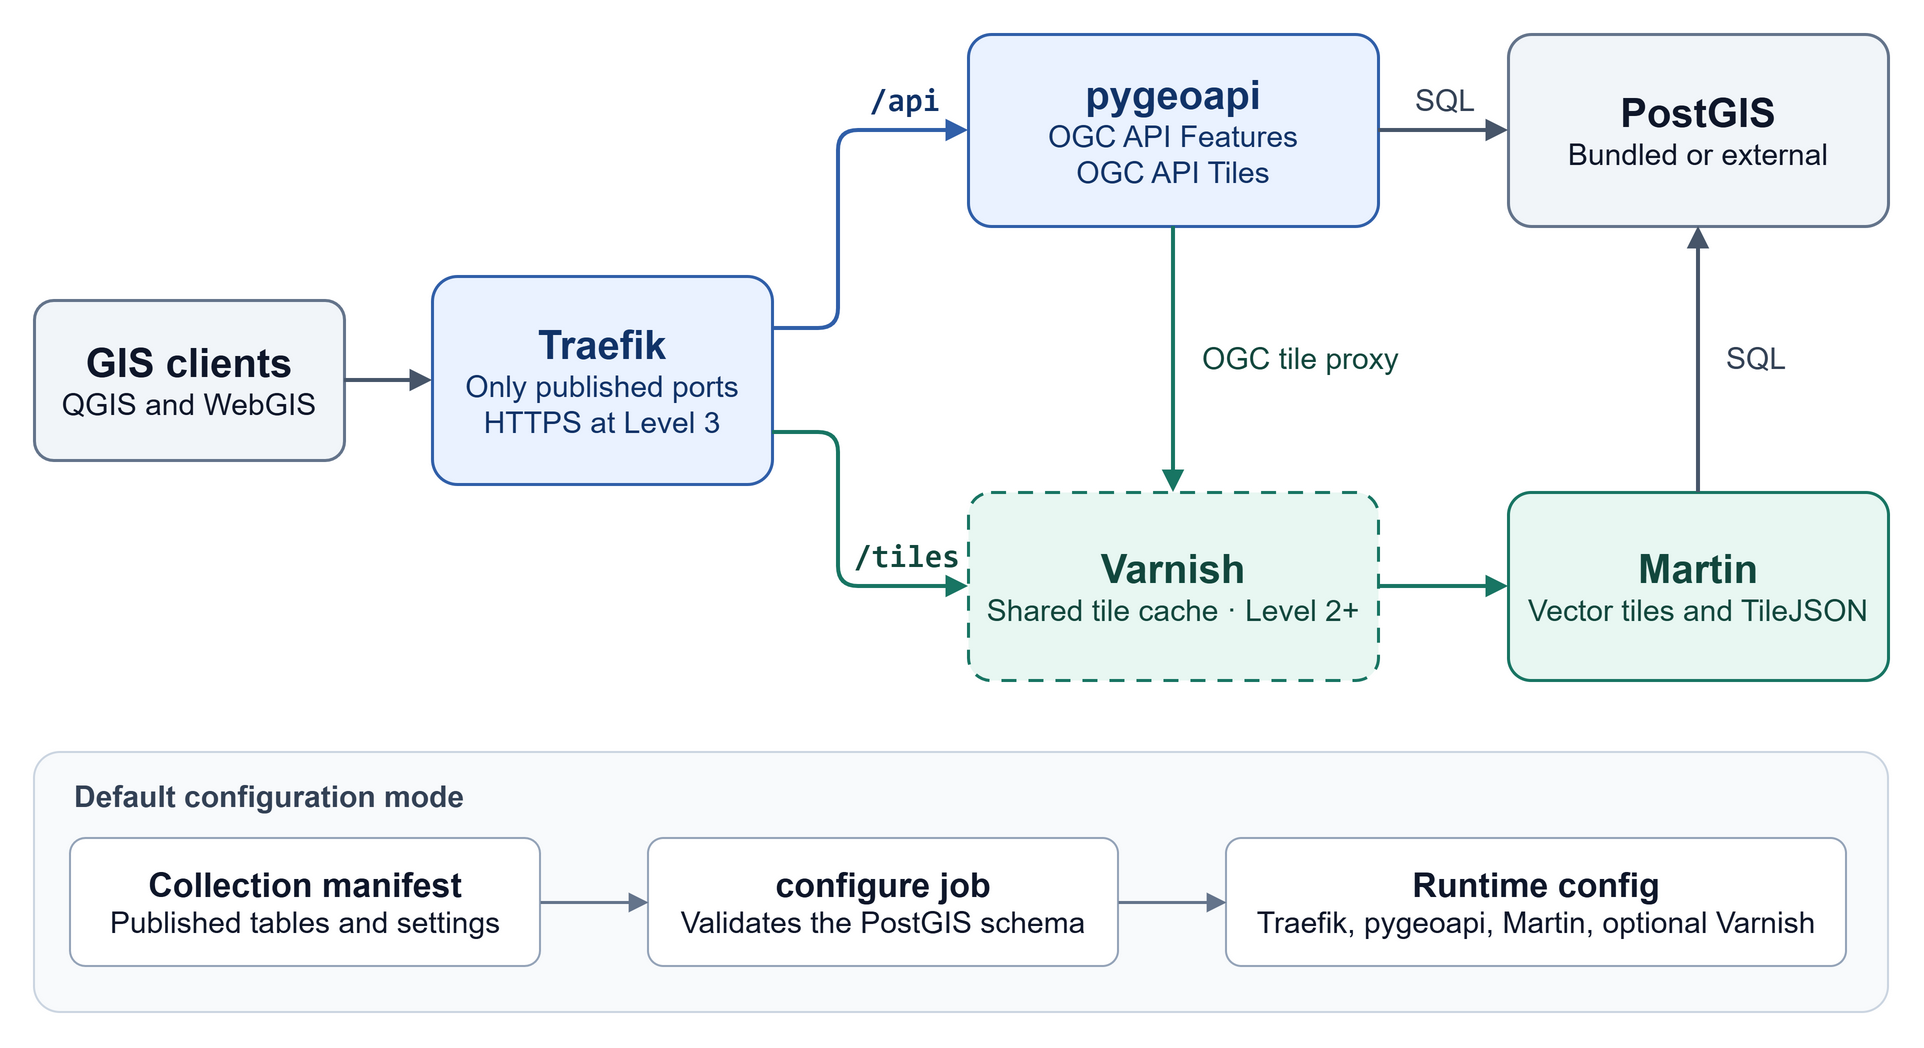 /api
pygeoapi
OGC API Features
OGC API Tiles
SQL
PostGIS
Bundled or external
GIS clients
QGIS and WebGIS
Traefik
Only published ports
HTTPS at Level 3
OGC tile proxy
SQL
/tiles
Varnish
Shared tile cache · Level 2+
Martin
Vector tiles and TileJSON
Default configuration mode
Collection manifest
Published tables and settings
configure job
Validates the PostGIS schema
Runtime config
Traefik, pygeoapi, Martin, optional Varnish